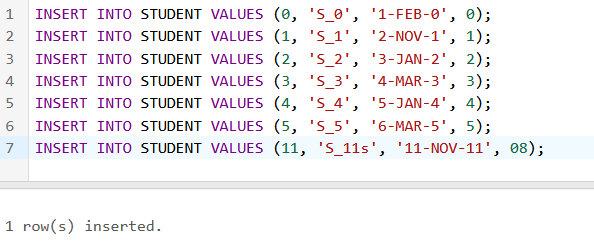 1 INSERT INTO STUDENT VALUES (0, 'S_0', '1-FEB-0', 0);
2 INSERT INTO STUDENT VALUES (1, 'S_1', '2-NOV-1', 1);
2 INSERT INTO STUDENT VALUES (2, 'S_2', '3-JAN-2', 2);
4 INSERT INTO STUDENT VALUES (3, 'S_3', '4-MAR-3', 3);
5 INSERT INTO STUDENT VALUES (4, 'S_4', '5-JAN-4', 4);
6 INSERT INTO STUDENT VALUES (5, 'S_5', '6-MAR-5', 5);
7 INSERT INTO STUDENT VALUES (11, 'S_11s', '11-NOV-11', 08);
1 row(s) inserted.